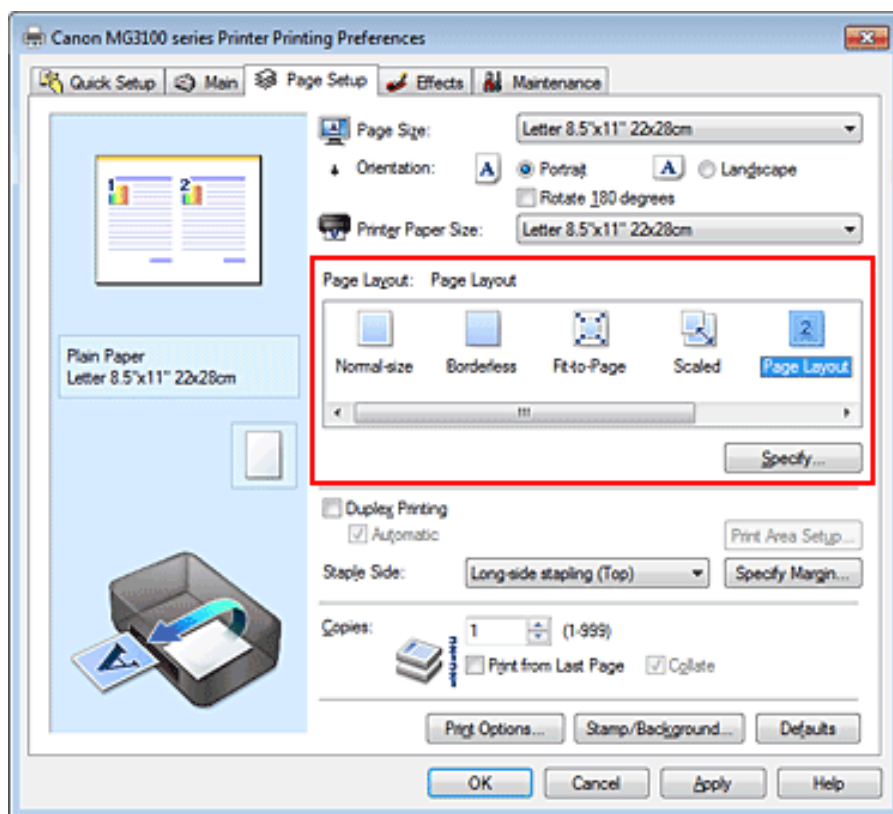 Canon MG3100 series Printer Printing Preferences
Quick Setup Main Page Setup Effects Maintenance
Page Size: Letter 8.5"x11" 22x28cm
Orientation: A Portrait A Landscape
Rotate 180 degrees
Printer Paper Size: Letter 8.5"x11" 22x28cm
1 2
Plain Paper
Letter 8.5"x11" 22x28cm
Page Layout: Page Layout
2
Normal-size Borderless Fit-to-Page Scaled Page Layout
Specify...
Duplex Printing
Automatic Print Area Setup...
Staple Side: Long-side stapling (Top) Specify Margin...
Copies: 1 (1-999)
Print from Last Page Collate
A
Print Options... Stamp/Background... Defaults
OK Cancel Apply Help